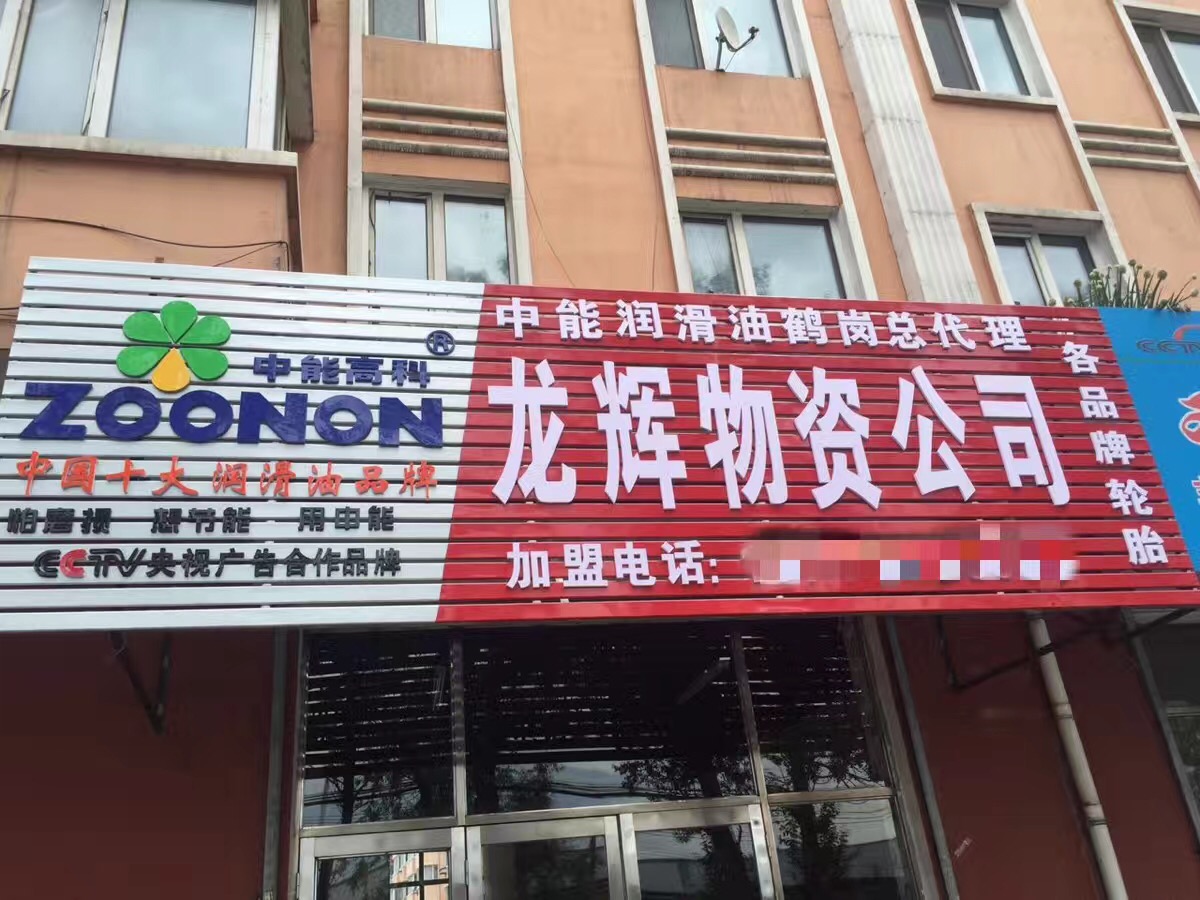 中能高科®
ZOONON
中国十大润滑油品牌
怕磨损 想节能 用中能
CCTV央视广告合作品牌
中能润滑油鹤岗总代理
龙辉物资公司
加盟电话:
各品牌轮胎